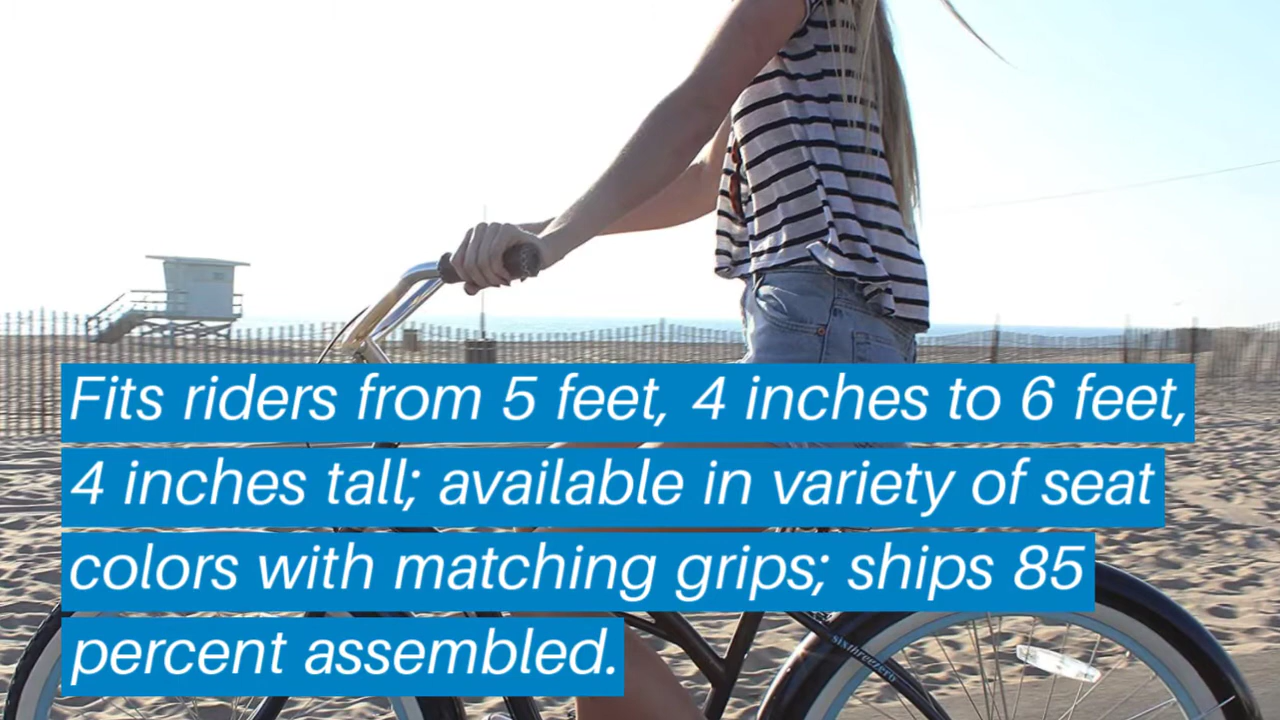 Fits riders from 5 feet, 4 inches to 6 feet,
4 inches tall; available in variety of seat
colors with matching grips; ships 85
percent assembled.
sixthreezero